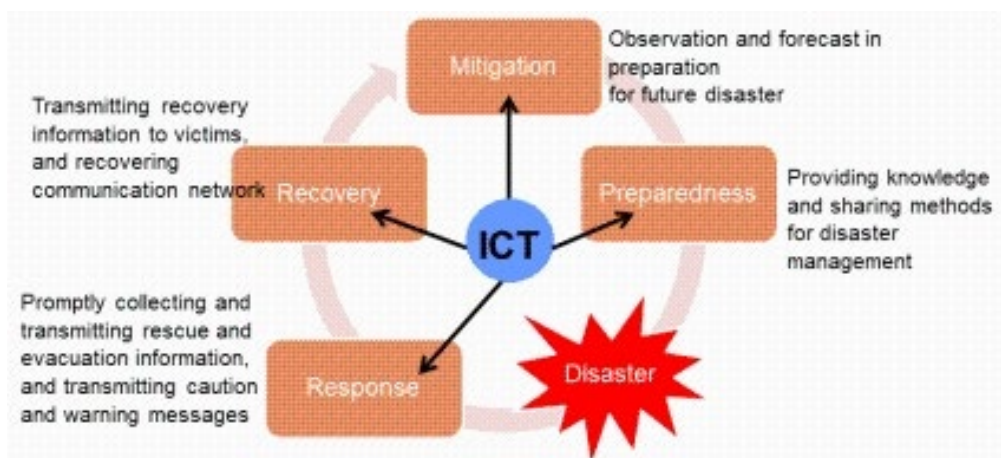 Mitigation
Observation and forecast in
preparation
for future disaster
Transmitting recovery
information to victims,
and recovering
communication network
Recovery
Preparedness
Providing knowledge
and sharing methods
for disaster
management
ICT
Promptly collecting and
transmitting rescue and
evacuation information,
and transmitting caution
and warning messages
Response
Disaster